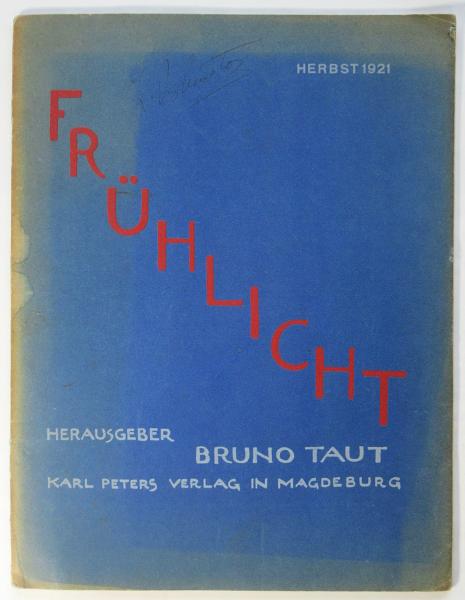 HERBST 1921
FRÜHLICHT
HERAUSGEBER
BRUNO TAUT
KARL PETERS VERLAG IN MAGDEBURG